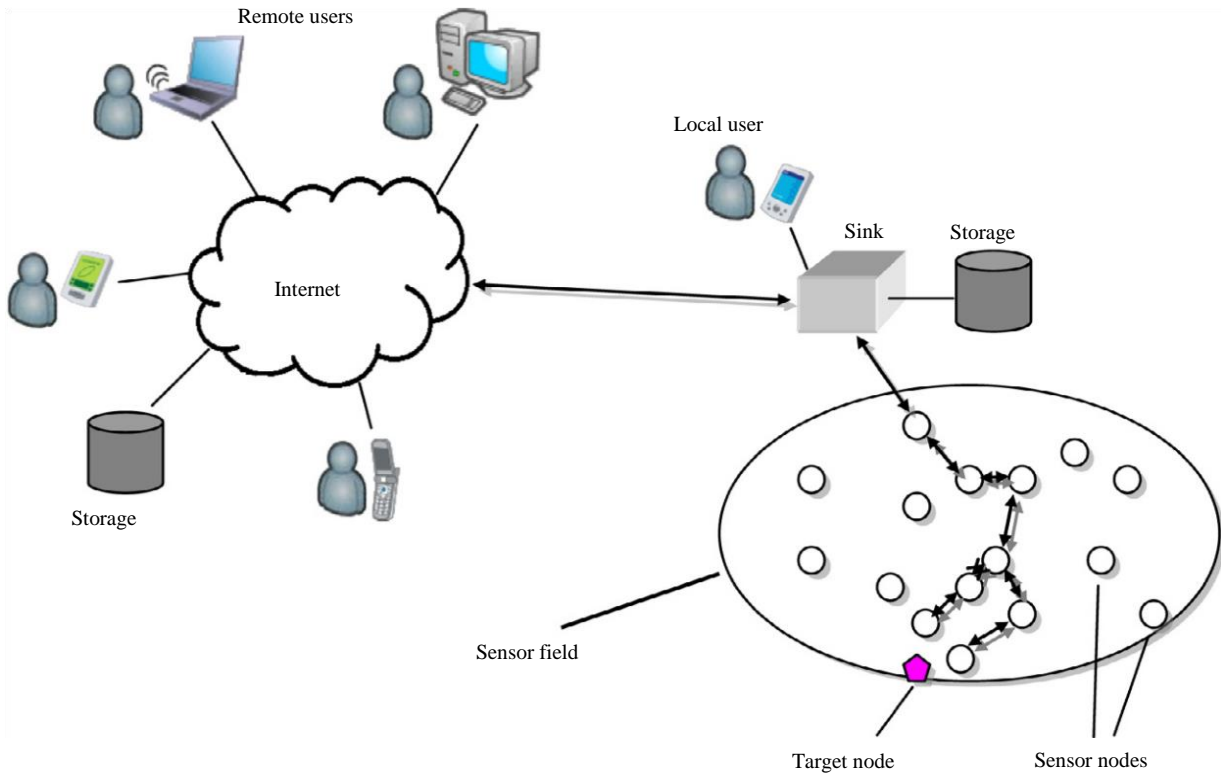 Remote users
Local user
Sink
Storage
Internet
Storage
Sensor field
Target node
Sensor nodes